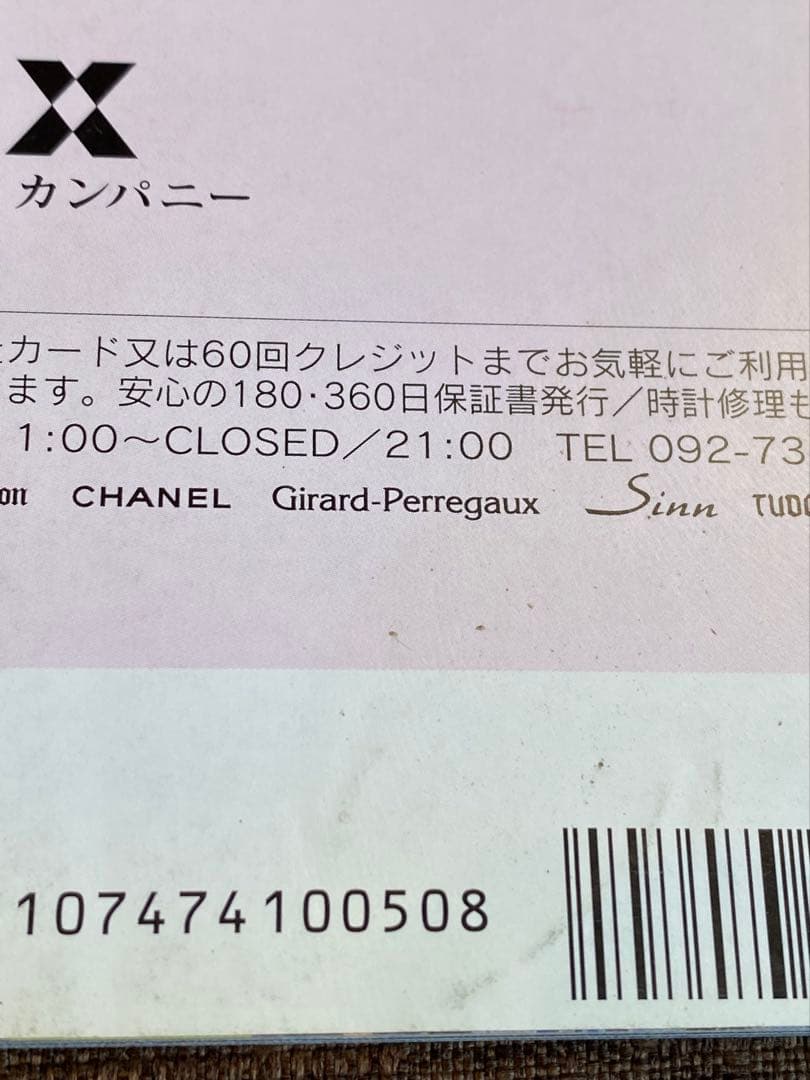 X
カンパニー
カード又は60回クレジットまでお気軽にご利用
ます。安心の180・360日保証書発行／時計修理も
1:00～CLOSED／21:00 TEL 092-73
on CHANEL Girard-Perregaux Sinn TUDO
107474100508